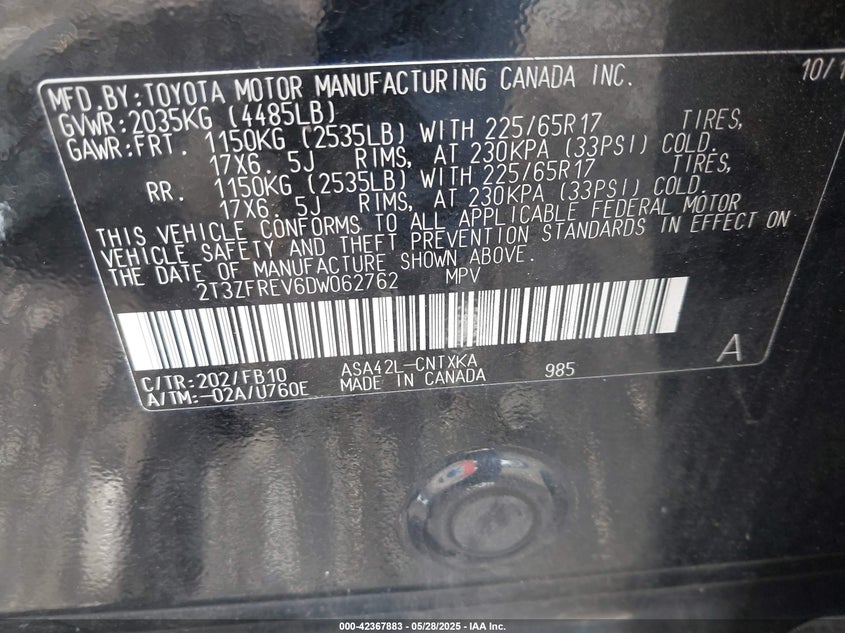 MFD.BY:TOYOTA MOTOR MANUFACTURING CANADA INC. 10/1
GVWR:2035KG (4485LB)
GAWR:FRT. 1150KG (2535LB) WITH 225/65R17 TIRES,
17X6. 5J RIMS, AT 230KPA (33PSI) COLD.
RR. 1150KG (2535LB) WITH 225/65R17 TIRES,
17X6. 5J RIMS, AT 230KPA (33PSI) COLD.
THIS VEHICLE CONFORMS TO ALL APPLICABLE FEDERAL MOTOR
VEHICLE SAFETY AND THEFT PREVENTION STANDARDS IN EFFECT ON
THE DATE OF MANUFACTURE SHOWN ABOVE.
2T3ZFREV6DW062762 MPV
C/TR:202/FB10 ASA42L-CNTXKA 985 A
A/TM:-02A/U760E MADE IN CANADA
000-42367883 / 05/28/2025 - IAA Inc.